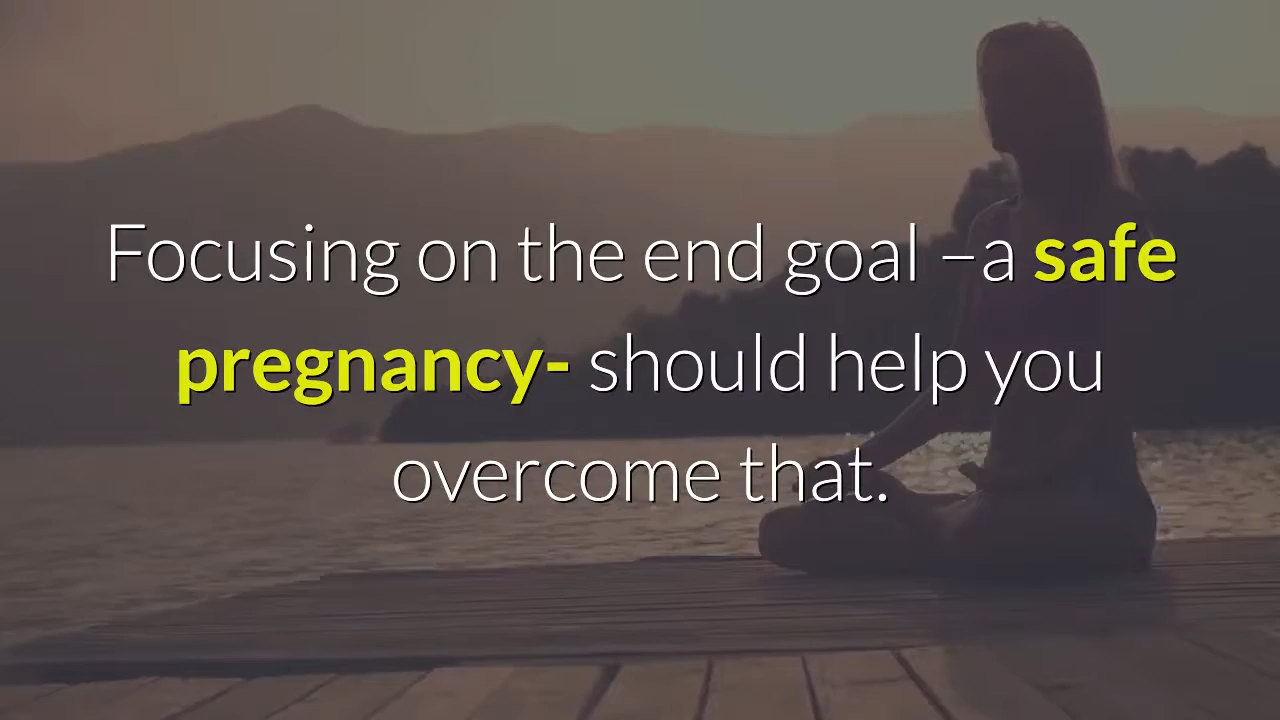 Focusing on the end goal –a safe
pregnancy- should help you
overcome that.